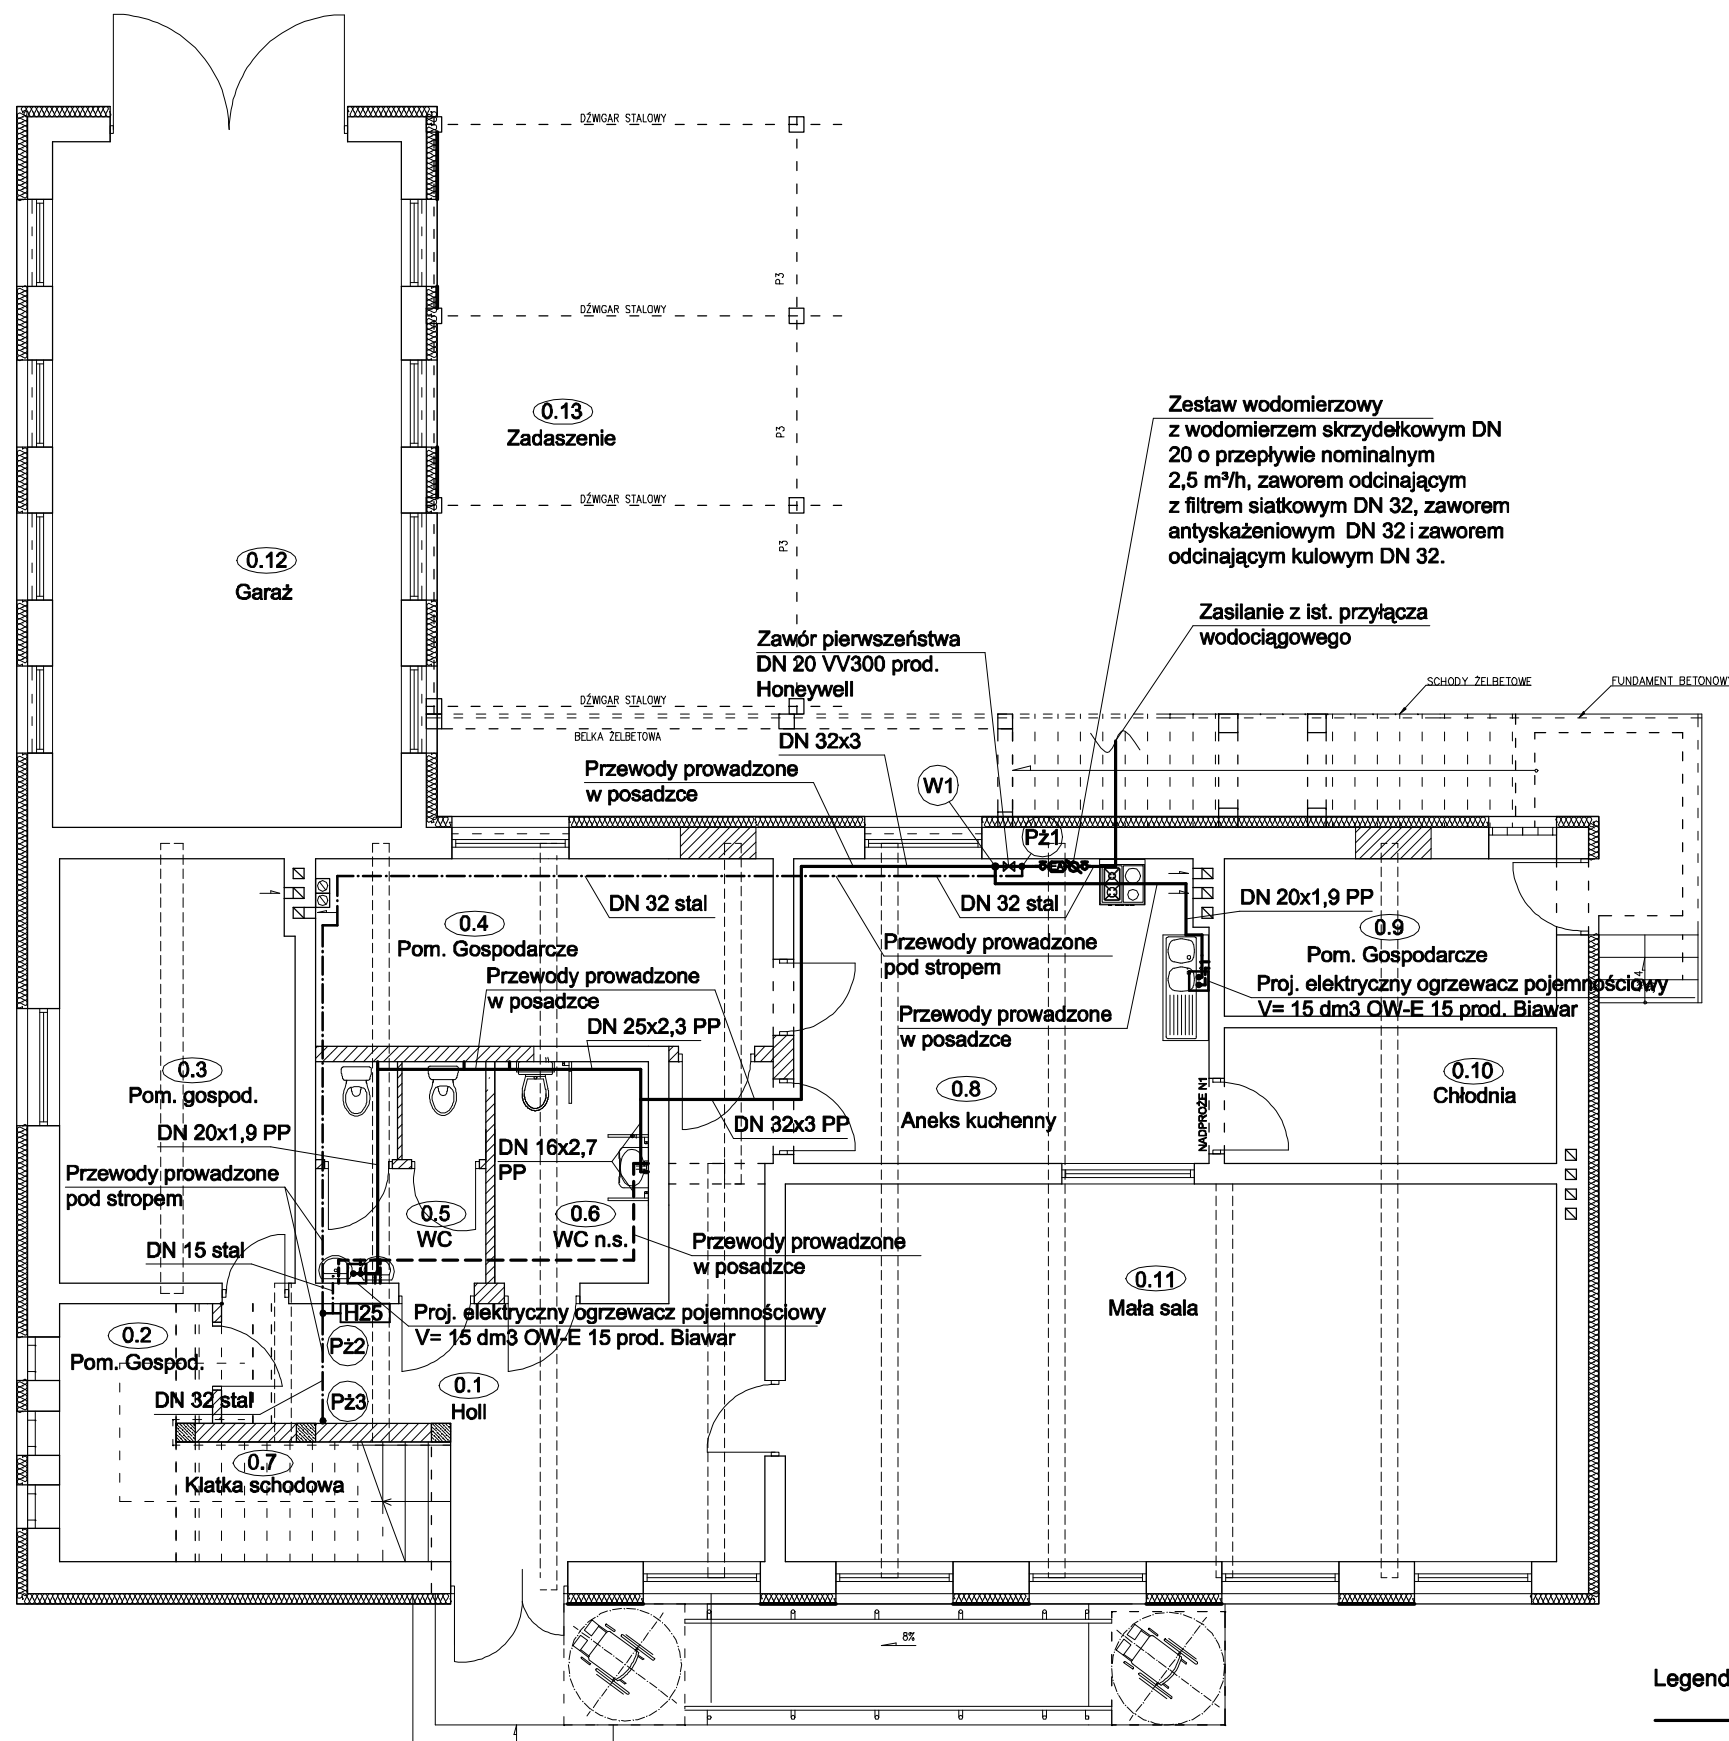 DŹWIGAR STALOWY
P3
DŹWIGAR STALOWY
0.13
Zadaszenie
P3
DŹWIGAR STALOWY
P3
0.12
Garaż
Zestaw wodomierzowy
z wodomierzem skrzydełkowym DN
20 o przepływie nominalnym
2,5 m³/h, zaworem odcinającym
z filtrem siatkowym DN 32, zaworem
antyskażeniowym DN 32 i zaworem
odcinającym kulowym DN 32.
Zasilanie z ist. przyłącza
wodociągowego
Zawór pierwszeństwa
DN 20 VV300 prod.
Honeywell
SCHODY ŻELBETOWE
FUNDAMENT BETONOWY
DŹWIGAR STALOWY
BELKA ŻELBETOWA
DN 32x3
Przewody prowadzone
w posadzce
W1
Pż1
DN 32 stal
DN 32 stal
DN 20x1,9 PP
0.4
Pom. Gospodarcze
0.9
Pom. Gospodarcze
Przewody prowadzone
pod stropem
Przewody prowadzone
w posadzce
Proj. elektryczny ogrzewacz pojemnościowy
V= 15 dm3 OW-E 15 prod. Biawar
DN 25x2,3 PP
Przewody prowadzone
w posadzce
0.3
Pom. gospod.
0.8
Aneks kuchenny
0.10
Chłodnia
NADPROŻE N1
DN 20x1,9 PP
DN 32x3 PP
DN 16x2,7
PP
Przewody prowadzone
pod stropem
0.5
WC
0.6
WC n.s.
DN 15 stal
Przewody prowadzone
w posadzce
0.11
Mała sala
H25
Proj. elektryczny ogrzewacz pojemnościowy
V= 15 dm3 OW-E 15 prod. Biawar
0.2
Pom. Gospod.
Pż2
DN 32 stal
Pż3
0.1
Holl
0.7
Klatka schodowa
8%
Legend